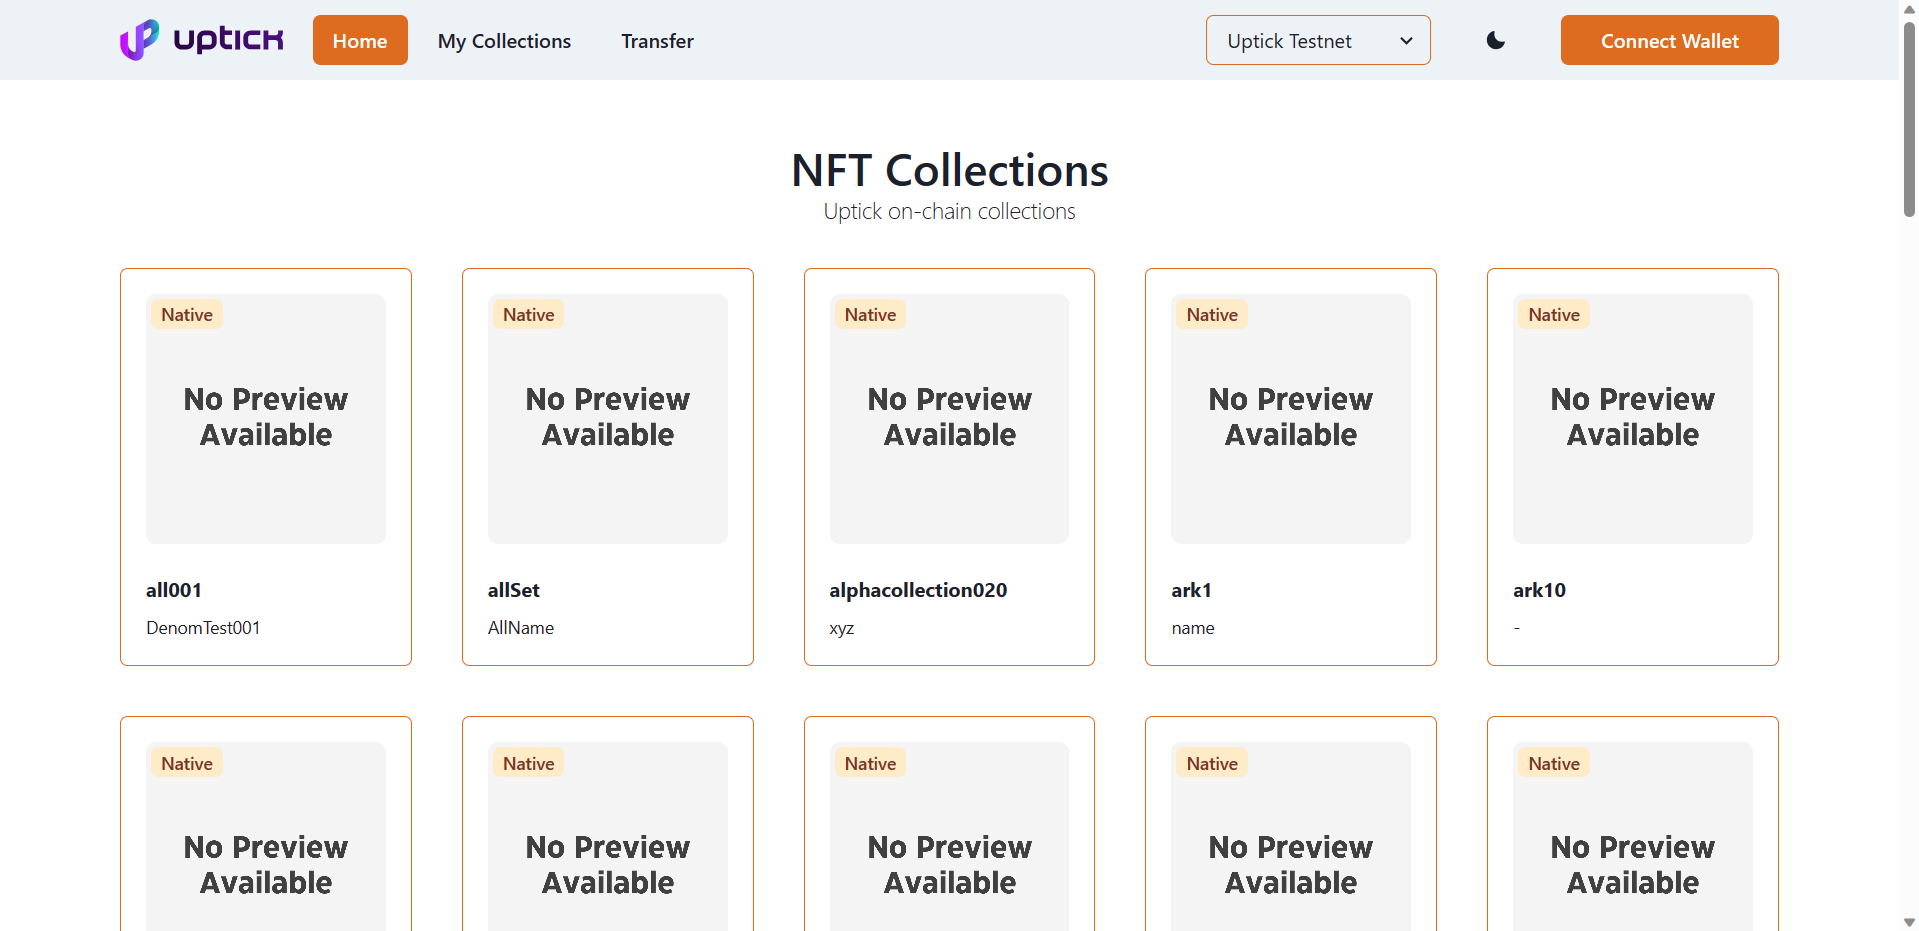 uptick
Home
My Collections
Transfer
Uptick Testnet
Connect Wallet
NFT Collections
Uptick on-chain collections
Native
No Preview
Available
all001
DenomTest001
Native
No Preview
Available
allSet
AllName
Native
No Preview
Available
alphacollection020
xyz
Native
No Preview
Available
ark1
name
Native
No Preview
Available
ark10
-
Native
No Preview
Available
Native
No Preview
Available
Native
No Preview
Available
Native
No Preview
Available
Native
No Preview
Available